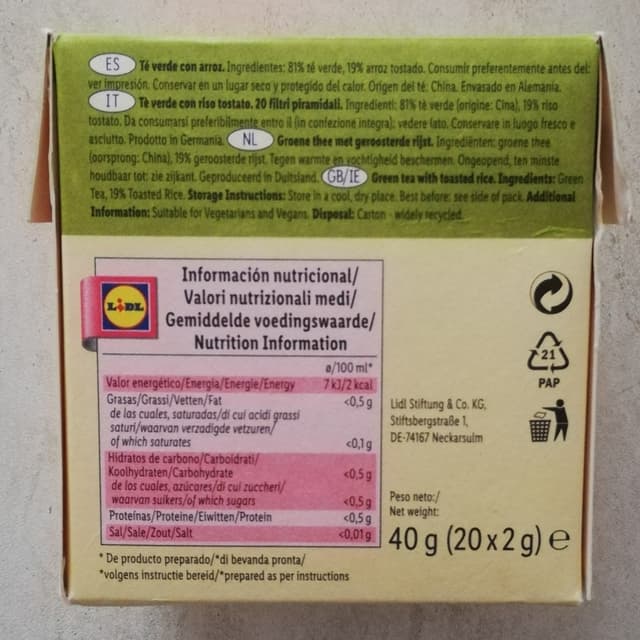 ES Té verde con arroz. Ingredientes: 81% té verde, 19% arroz tostado. Consumir preferentemente antes del:
ver impresión. Conservar en un lugar seco y protegido del calor. Origen del té: China. Envasado en Alemania.
IT Tè verde con riso tostato. 20 filtri piramidali. Ingredienti: 81% tè verde (origine: Cina), 19% riso
tostato. Da consumarsi preferibilmente entro il (in confezione integra): vedere lato. Conservare in luogo fresco e
asciutto. Prodotto in Germania. NL Groene thee met geroosterde rijst. Ingrediënten: groene thee
(oorsprong: China), 19% geroosterde rijst. Tegen warmte en vochtigheid beschermen. Ongeopend, ten minste
houdbaar tot: zie zijkant. Geproduceerd in Duitsland. GB/IE Green tea with toasted rice. Ingredients: Green
Tea, 19% Toasted Rice. Storage Instructions: Store in a cool, dry place. Best before: see side of pack. Additional
Information: Suitable for Vegetarians and Vegans. Disposal: Carton - widely recycled.
LIDL
Información nutricional/
Valori nutrizionali medi/
Gemiddelde voedingswaarde/
Nutrition Information
ø/100 ml*
Valor energético/Energia/Energie/Energy 7 kJ/2 kcal
Grasas/Grassi/Vetten/Fat <0,5 g
de las cuales, saturadas/di cui acidi grassi
saturi/waarvan verzadigde vetzuren/
of which saturates <0,1 g
Hidratos de carbono/Carboidrati/
Koolhydraten/Carbohydrate <0,5 g
de los cuales, azúcares/di cui zuccheri/
waarvan suikers/of which sugars <0,5 g
Proteínas/Proteine/Eiwitten/Protein <0,5 g
Sal/Sale/Zout/Salt <0,01 g
* De producto preparado/*di bevanda pronta/
*volgens instructie bereid/*prepared as per instructions
21
PAP
Lidl Stiftung & Co. KG,
Stiftsbergstraße 1,
DE-74167 Neckarsulm
Peso neto:/
Net weight:
40 g (20 x 2 g) e